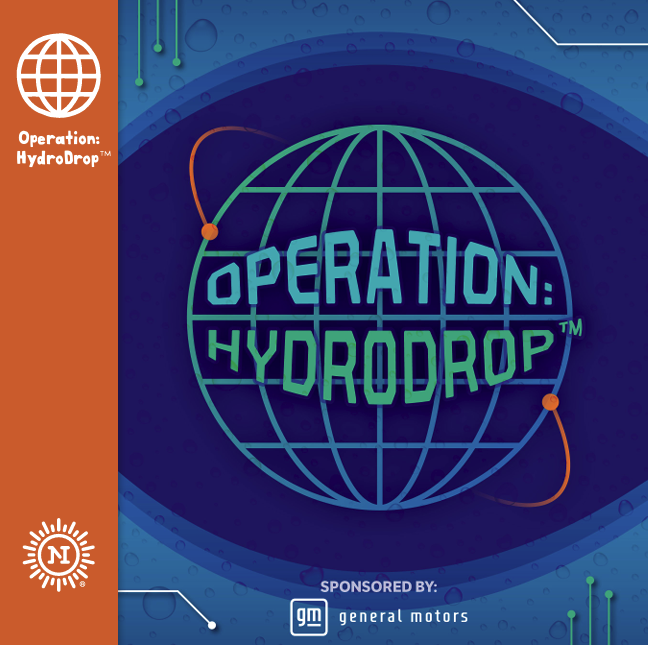 Operation:
HydroDrop™
N
®
OPERATION:
HYDRODROP™
SPONSORED BY:
gm general motors